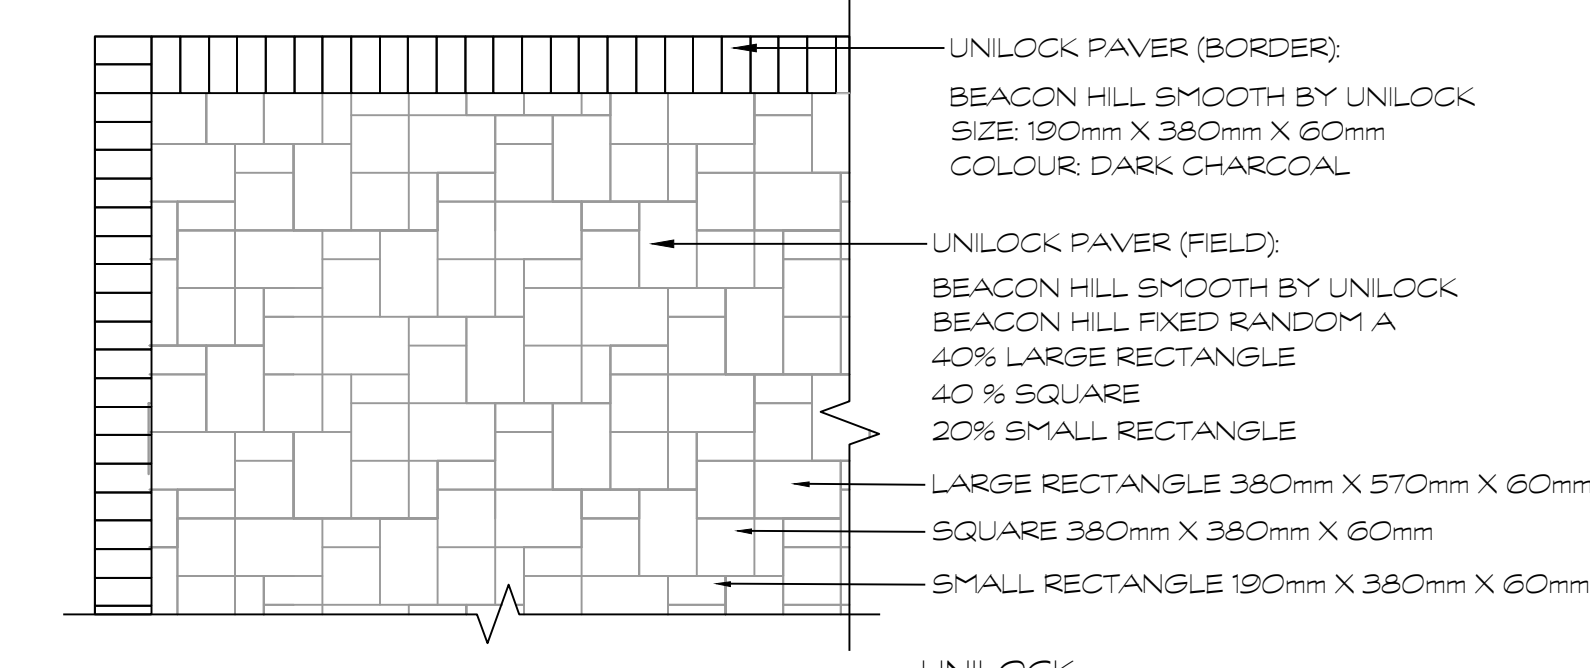 UNILOCK PAVER (BORDER):
BEACON HILL SMOOTH BY UNILOCK
SIZE: 190mm X 380mm X 60mm
COLOUR: DARK CHARCOAL
UNILOCK PAVER (FIELD):
BEACON HILL SMOOTH BY UNILOCK
BEACON HILL FIXED RANDOM A
40% LARGE RECTANGLE
40 % SQUARE
20% SMALL RECTANGLE
LARGE RECTANGLE 380mm X 570mm X 60mm
SQUARE 380mm X 380mm X 60mm
SMALL RECTANGLE 190mm X 380mm X 60mm
UNILOCK